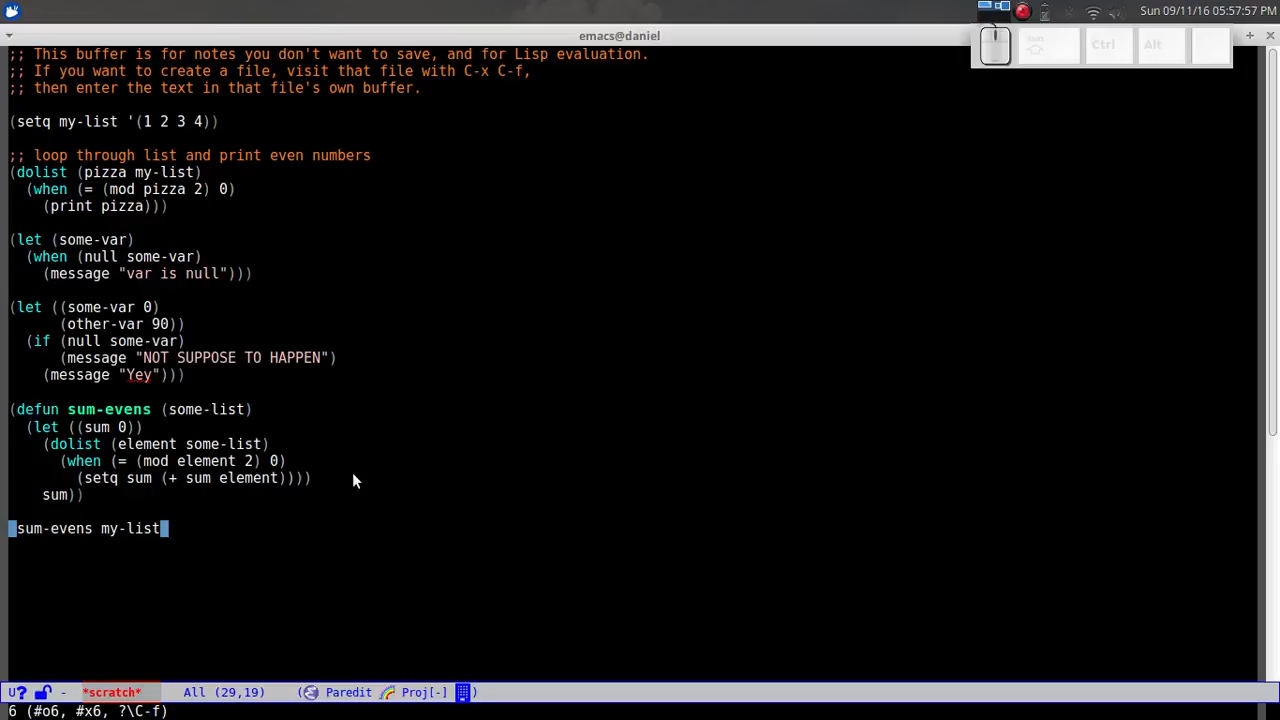 Sun 09/11/16 05:57:57 PM
emacs@daniel
Shift
Ctrl
Alt
;; This buffer is for notes you don't want to save, and for Lisp evaluation.
;; If you want to create a file, visit that file with C-x C-f,
;; then enter the text in that file's own buffer.
(setq my-list '(1 2 3 4))
;; loop through list and print even numbers
(dolist (pizza my-list)
(when (= (mod pizza 2) 0)
(print pizza)))
(let (some-var)
(when (null some-var)
(message "var is null")))
(let ((some-var 0)
(other-var 90))
(if (null some-var)
(message "NOT SUPPOSE TO HAPPEN")
(message "Yey")))
(defun sum-evens (some-list)
(let ((sum 0))
(dolist (element some-list)
(when (= (mod element 2) 0)
(setq sum (+ sum element))))
sum))
(sum-evens my-list)
U? - *scratch* All (29,19) ( Paredit Proj[-] )
6 (#o6, #x6, ?\C-f)